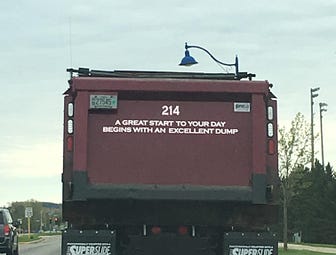 214
A GREAT START TO YOUR DAY
BEGINS WITH AN EXCELLENT DUMP
SUPERSLIDE
SUPERSLIDE